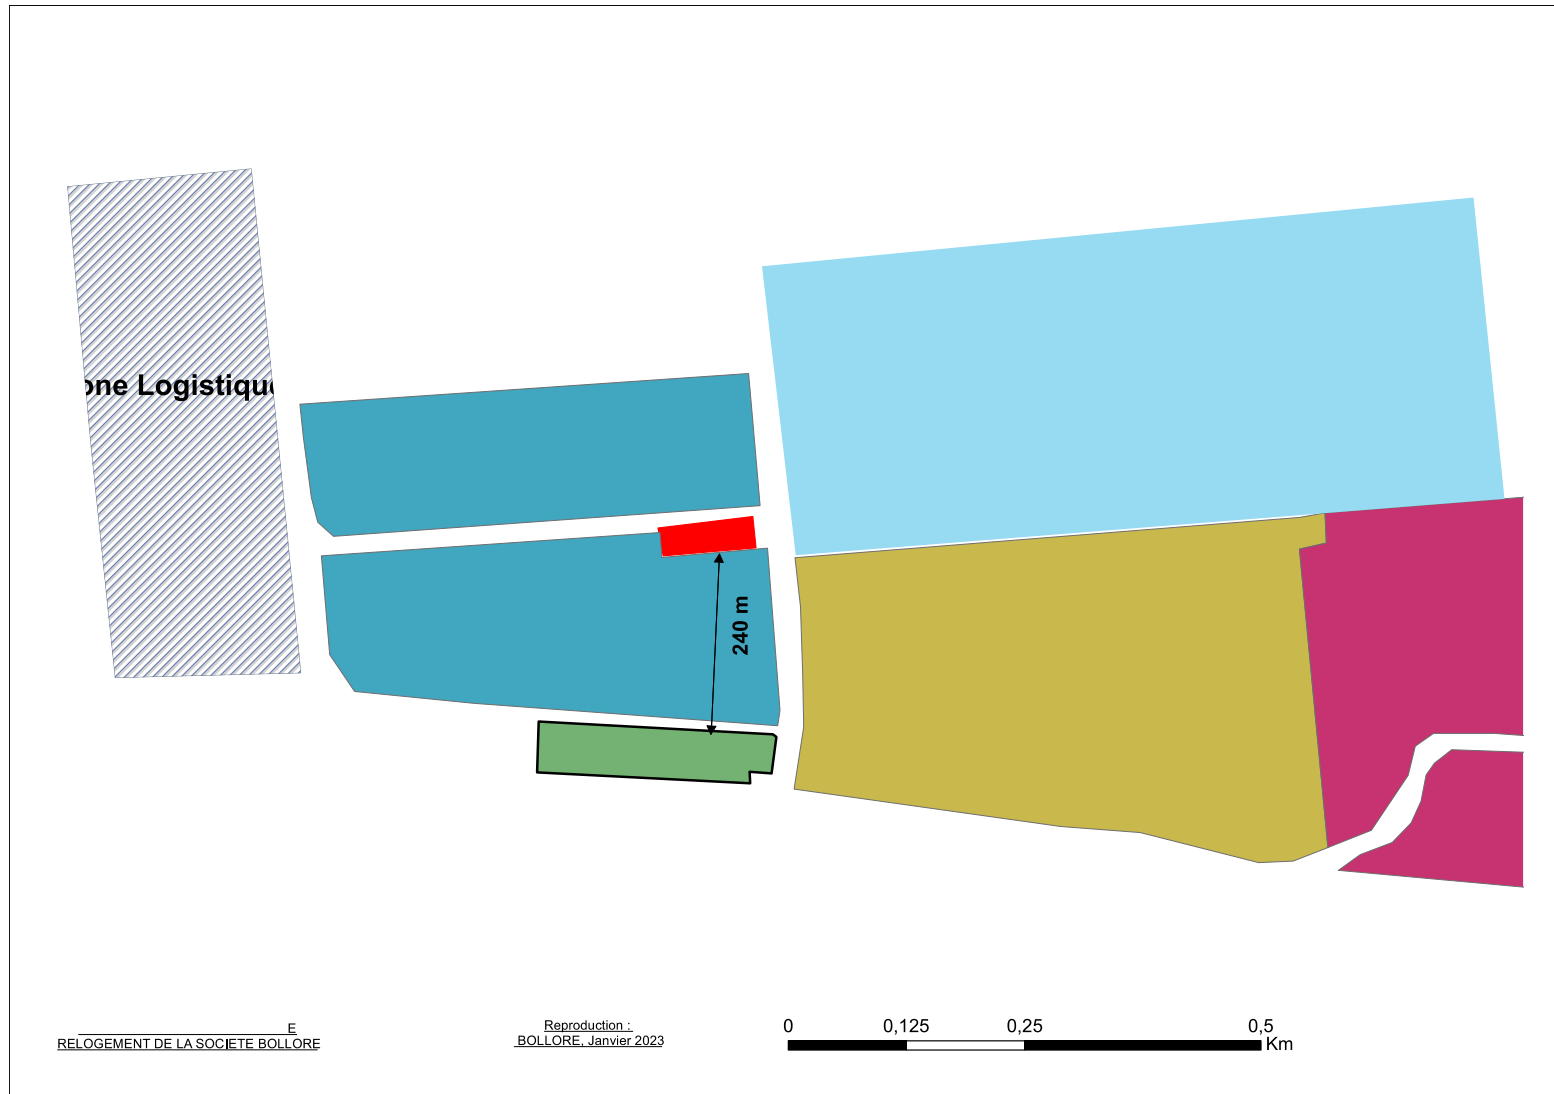 one Logistique
240 m
E
RELOGEMENT DE LA SOCIETE BOLLORE
Reproduction :
BOLLORE, Janvier 2023
0 0,125 0,25 0,5
Km